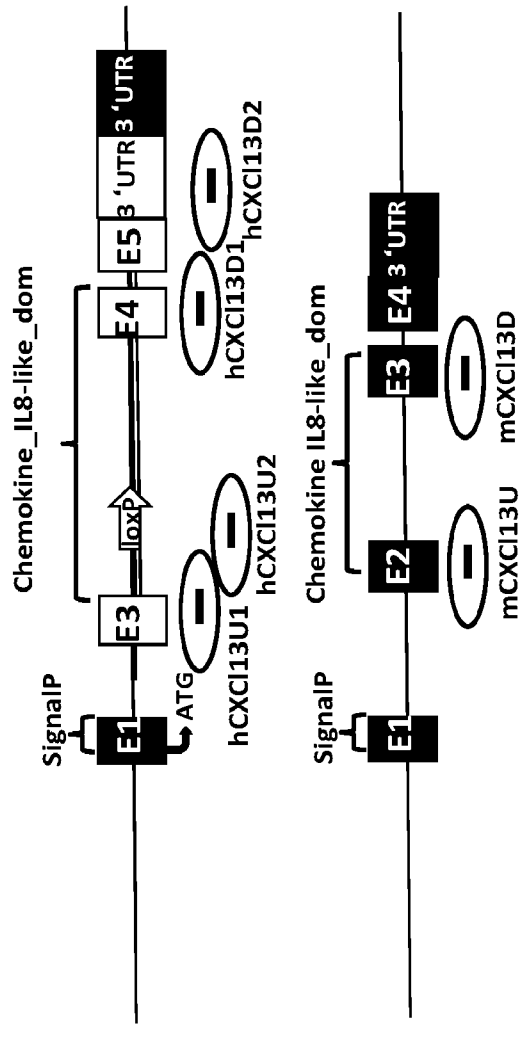 Chemokine_IL8-like_dom
SignalP
E1
E3
loxP
E4
E5
3 ‘UTR
3 ‘UTR
ATG
hCXCl13U1
hCXCl13U2
hCXCl13D1
hCXCl13D2
Chemokine IL8-like_dom
SignalP
E1
E2
E3
E4
3 ‘UTR
mCXCl13U
mCXCl13D